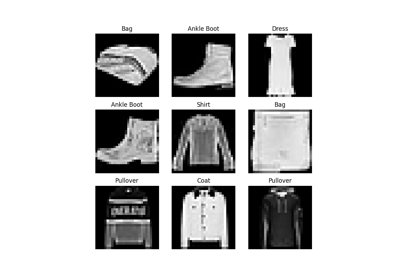 Bag
Ankle Boot
Dress
Ankle Boot
Shirt
Bag
Pullover
Coat
Pullover